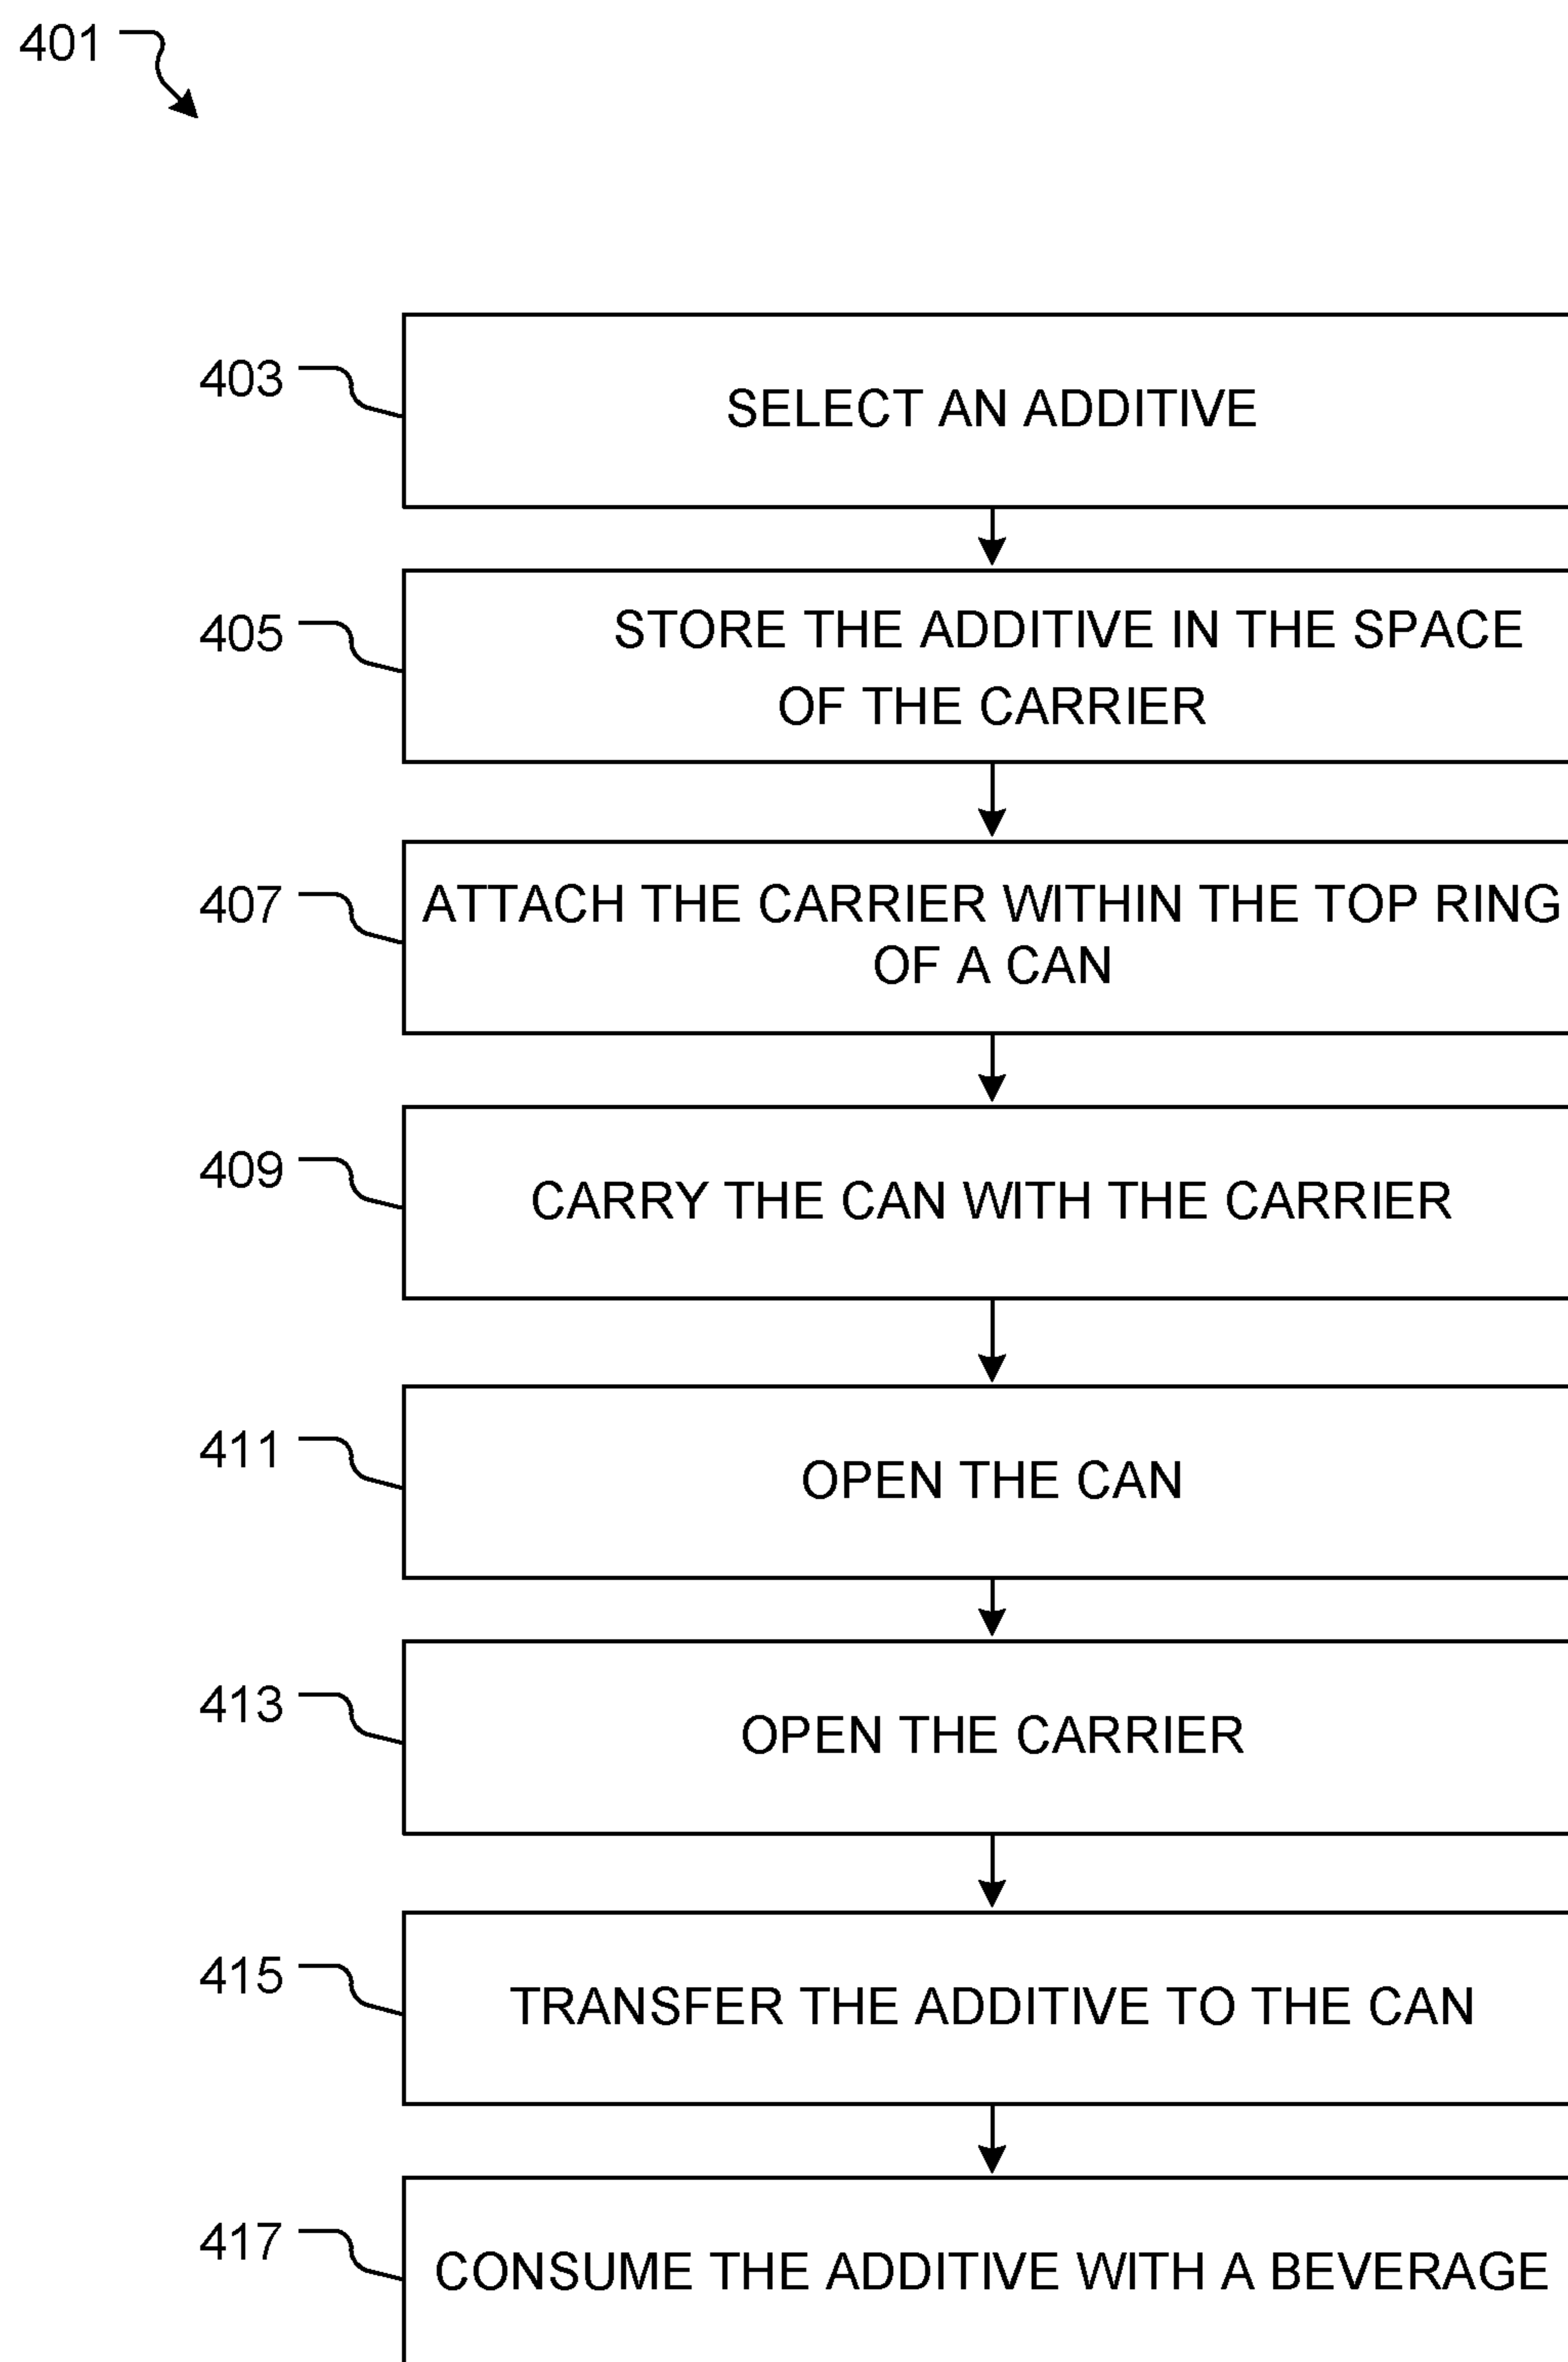 401
403
SELECT AN ADDITIVE
405
STORE THE ADDITIVE IN THE SPACE
OF THE CARRIER
407
ATTACH THE CARRIER WITHIN THE TOP RING
OF A CAN
409
CARRY THE CAN WITH THE CARRIER
411
OPEN THE CAN
413
OPEN THE CARRIER
415
TRANSFER THE ADDITIVE TO THE CAN
417
CONSUME THE ADDITIVE WITH A BEVERAGE